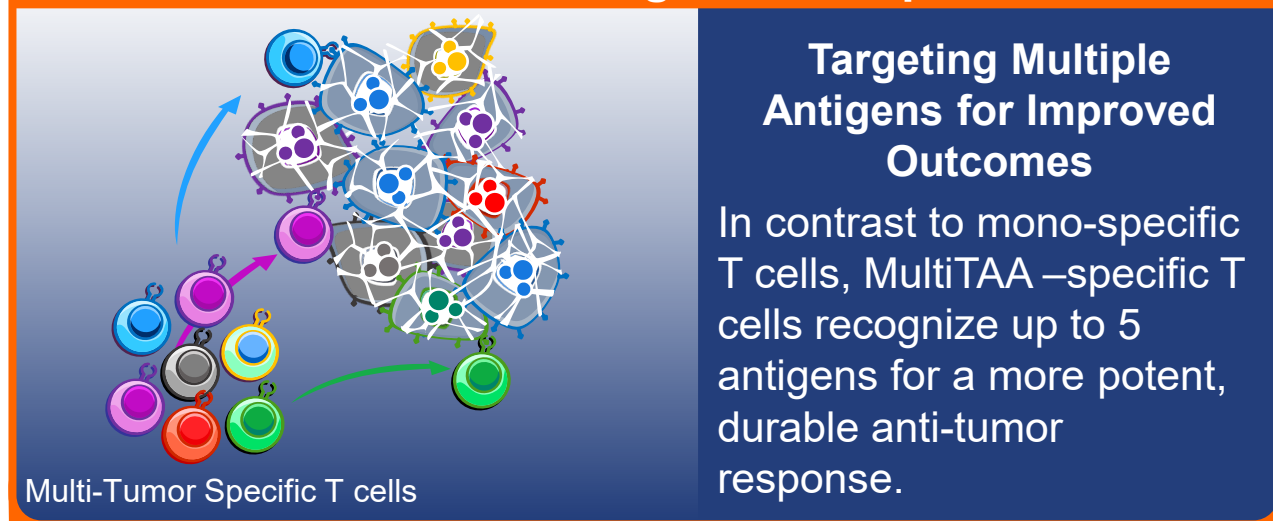 Targeting Multiple
Antigens for Improved
Outcomes
In contrast to mono-specific
T cells, MultiTAA –specific T
cells recognize up to 5
antigens for a more potent,
durable anti-tumor
response.
Multi-Tumor Specific T cells